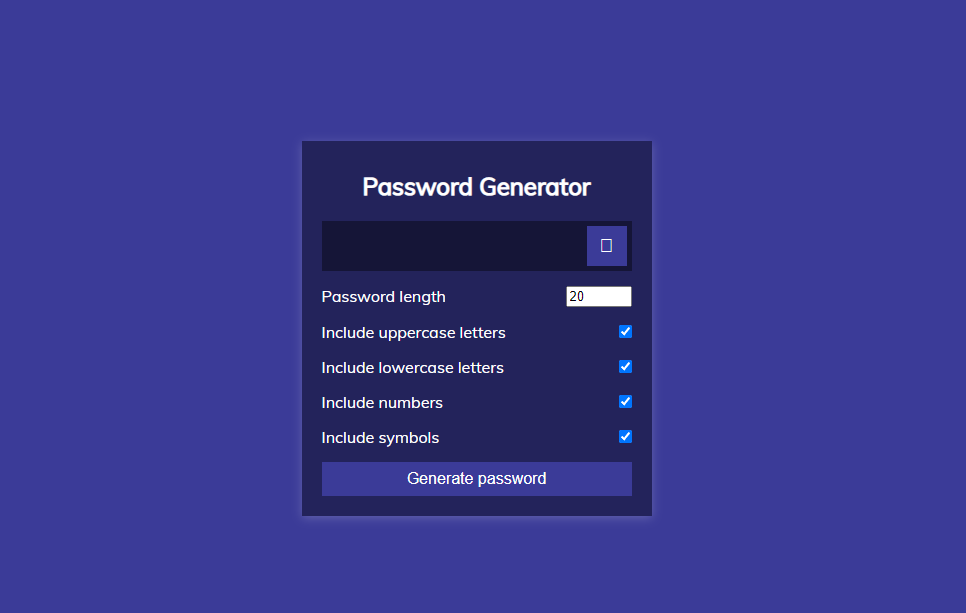 Password Generator
Password length 20
Include uppercase letters
Include lowercase letters
Include numbers
Include symbols
Generate password